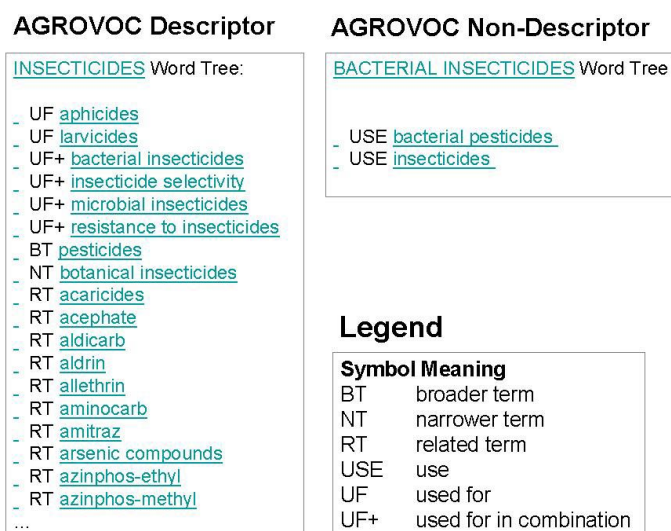 AGROVOC Descriptor
INSECTICIDES Word Tree:
UF aphicides
UF larvicides
UF+ bacterial insecticides
UF+ insecticide selectivity
UF+ microbial insecticides
UF+ resistance to insecticides
BT pesticides
NT botanical insecticides
RT acaricides
RT acephate
RT aldicarb
RT aldrin
RT allethrin
RT aminocarb
RT amitraz
RT arsenic compounds
RT azinphos-ethyl
RT azinphos-methyl
...
AGROVOC Non-Descriptor
BACTERIAL INSECTICIDES Word Tree
USE bacterial pesticides
USE insecticides
Legend
Symbol Meaning
BT broader term
NT narrower term
RT related term
USE use
UF used for
UF+ used for in combination